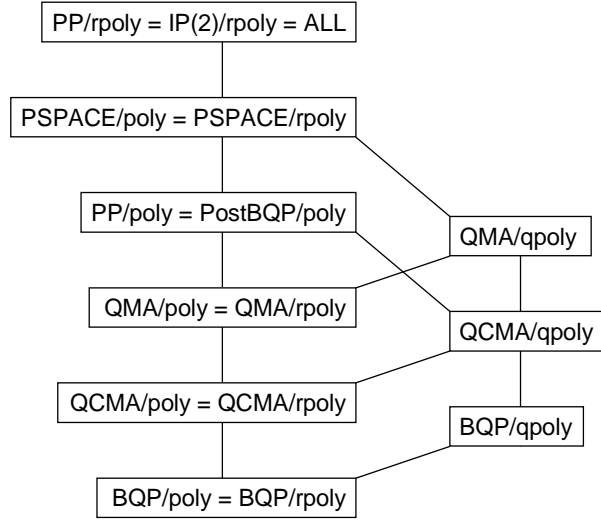 PP/rpoly = IP(2)/rpoly = ALL
PSPACE/poly = PSPACE/rpoly
PP/poly = PostBQP/poly
QMA/qpoly
QMA/poly = QMA/rpoly
QCMA/qpoly
QCMA/poly = QCMA/rpoly
BQP/qpoly
BQP/poly = BQP/rpoly